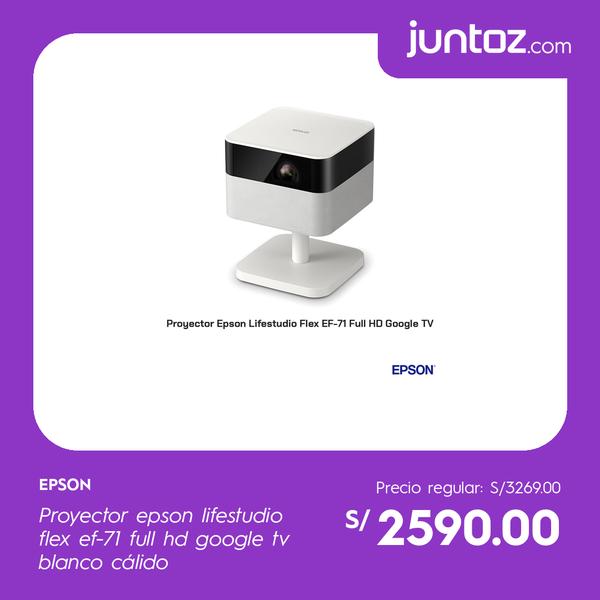 juntoz.com
Proyector Epson Lifestudio Flex EF-71 Full HD Google TV
EPSON
EPSON
Proyector epson lifestudio
flex ef-71 full hd google tv
blanco cálido
Precio regular: S/3269.00
S/ 2590.00